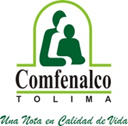 Comfenalco
TOLIMA
Una Nota en Calidad de Vida